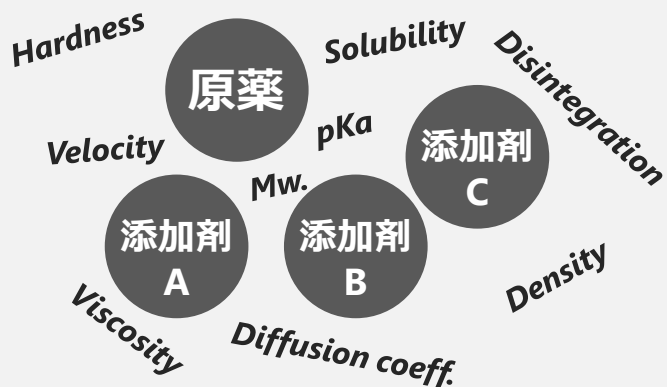 Hardness
原薬
Solubility
Disintegration
Velocity
pKa
添加剤
C
Mw.
添加剤
A
添加剤
B
Density
Viscosity
Diffusion coeff.